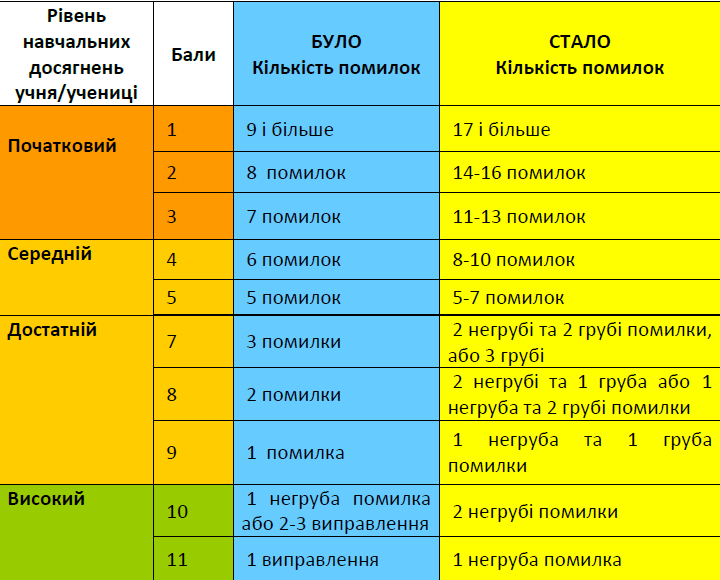 Рівень
навчальних
досягнень
учня/учениці
Бали
БУЛО
Кількість помилок
СТАЛО
Кількість помилок
Початковий
1
9 і більше
17 і більше
2
8 помилок
14-16 помилок
3
7 помилок
11-13 помилок
Середній
4
6 помилок
8-10 помилок
5
5 помилок
5-7 помилок
Достатній
7
3 помилки
2 негрубі та 2 грубі помилки,
або 3 грубі
8
2 помилки
2 негрубі та 1 груба або 1
негруба та 2 грубі помилки
9
1 помилка
1 негруба та 1 груба
помилки
Високий
10
1 негруба помилка
або 2-3 виправлення
2 негрубі помилки
11
1 виправлення
1 негруба помилка